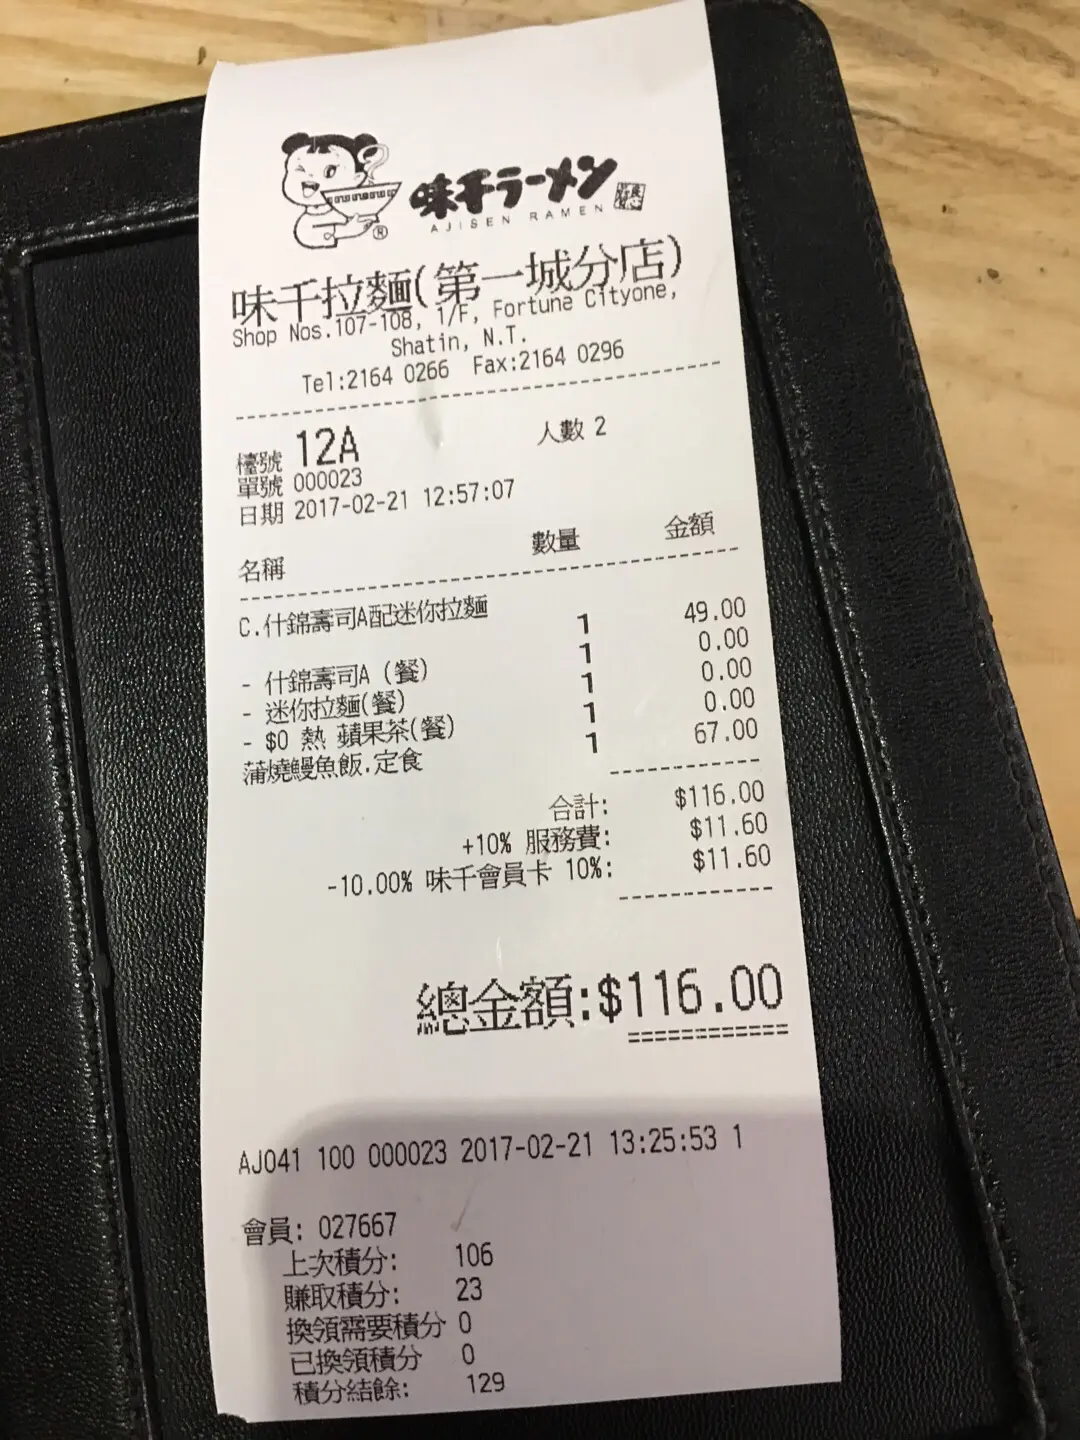 味千ラーメン
AJISEN RAMEN
®
味千拉麵(第一城分店)
Shop Nos.107-108, 1/F, Fortune Cityone,
Shatin, N.T.
Tel:2164 0266 Fax:2164 0296
檯號 12A 人數 2
單號 000023
日期 2017-02-21 12:57:07
名稱 數量 金額
C.什錦壽司A配迷你拉麵 1 49.00
- 什錦壽司A (餐) 1 0.00
- 迷你拉麵(餐) 1 0.00
- $0 熱 蘋果茶(餐) 1 0.00
蒲燒鰻魚飯.定食 1 67.00
合計: $116.00
+10% 服務費: $11.60
-10.00% 味千會員卡 10%: $11.60
總金額:$116.00
AJ041 100 000023 2017-02-21 13:25:53 1
會員: 027667
上次積分: 106
賺取積分: 23
換領需要積分 0
已換領積分 0
積分結餘: 129